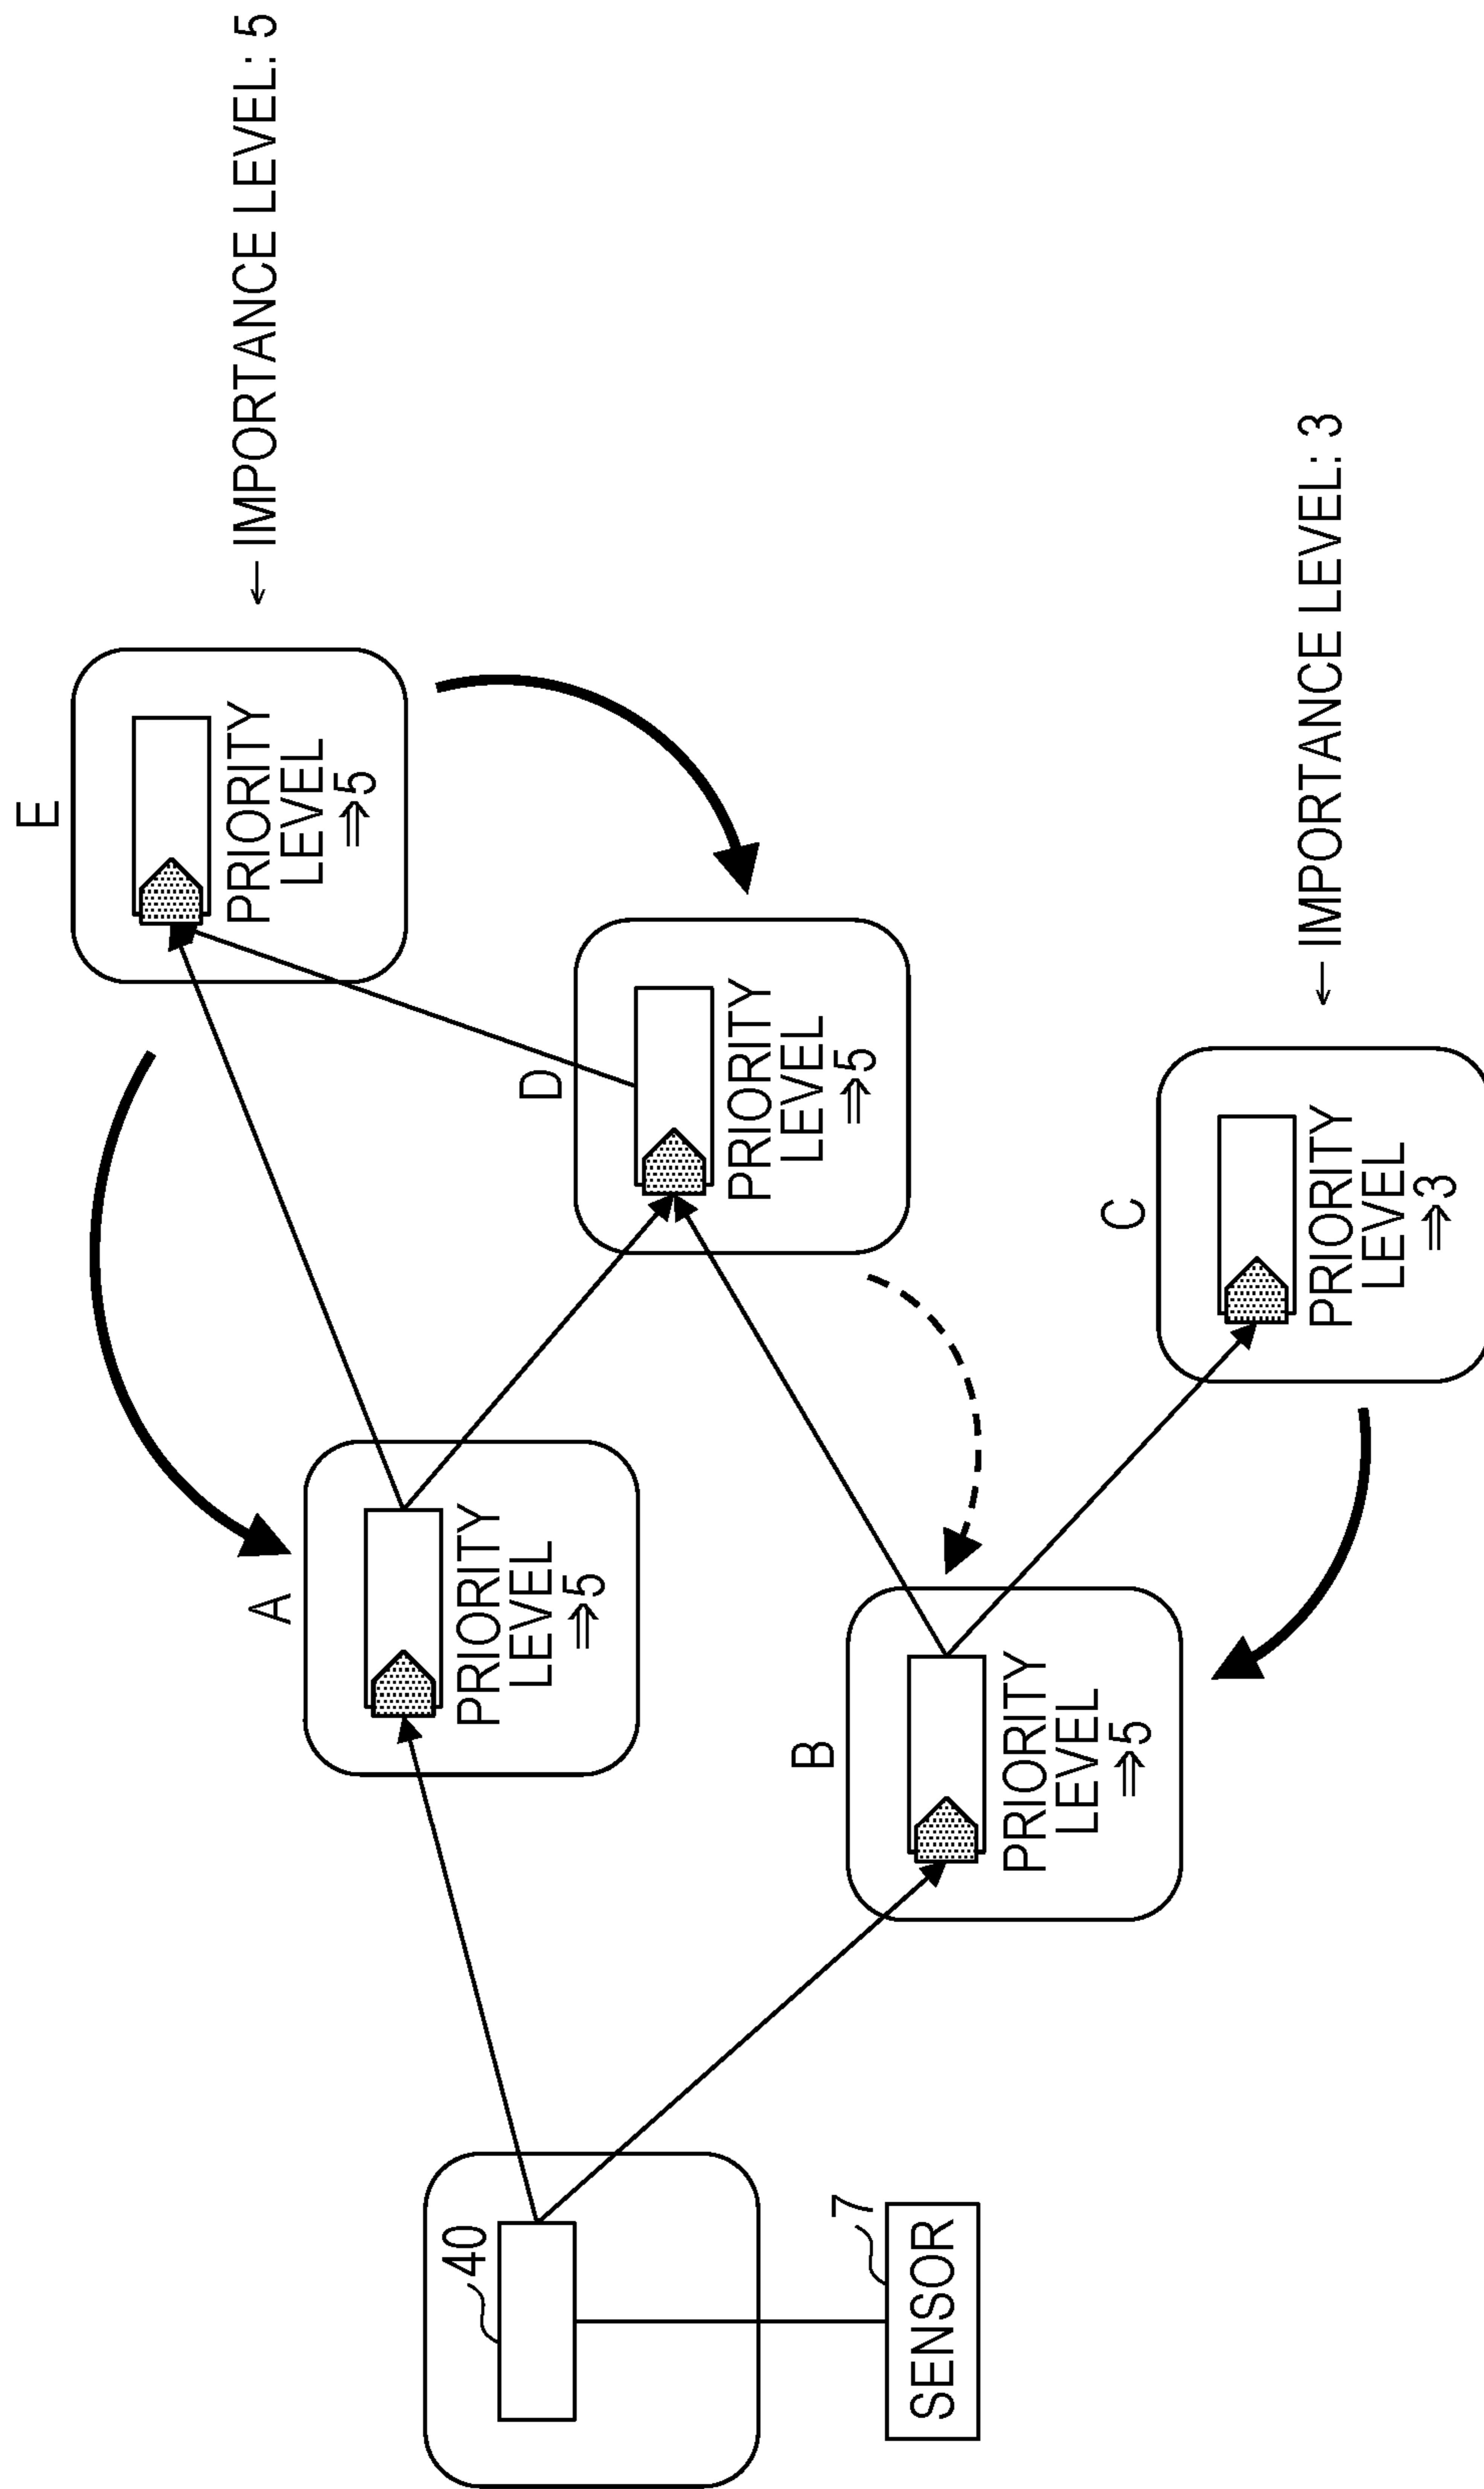 E
PRIORITY
LEVEL
⇒5
← IMPORTANCE LEVEL: 5
A
PRIORITY
LEVEL
⇒5
40
D
PRIORITY
LEVEL
⇒5
B
PRIORITY
LEVEL
⇒5
7
SENSOR
C
PRIORITY
LEVEL
⇒3
← IMPORTANCE LEVEL: 3